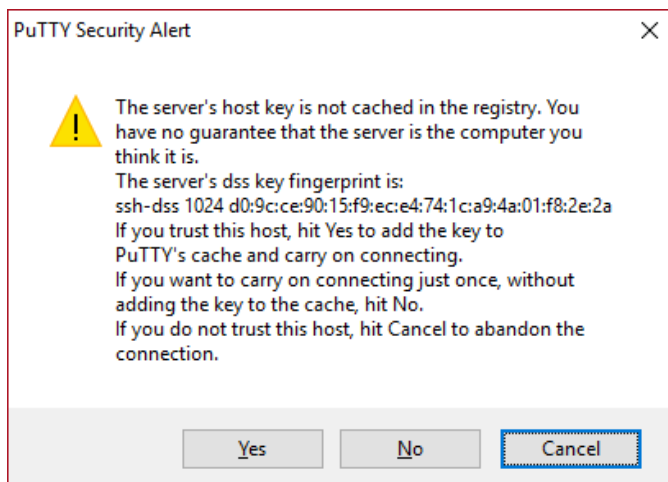 PuTTY Security Alert
The server's host key is not cached in the registry. You
have no guarantee that the server is the computer you
think it is.
The server's dss key fingerprint is:
ssh-dss 1024 d0:9c:ce:90:15:f9:ec:e4:74:1c:a9:4a:01:f8:2e:2a
If you trust this host, hit Yes to add the key to
PuTTY's cache and carry on connecting.
If you want to carry on connecting just once, without
adding the key to the cache, hit No.
If you do not trust this host, hit Cancel to abandon the
connection.
Yes No Cancel